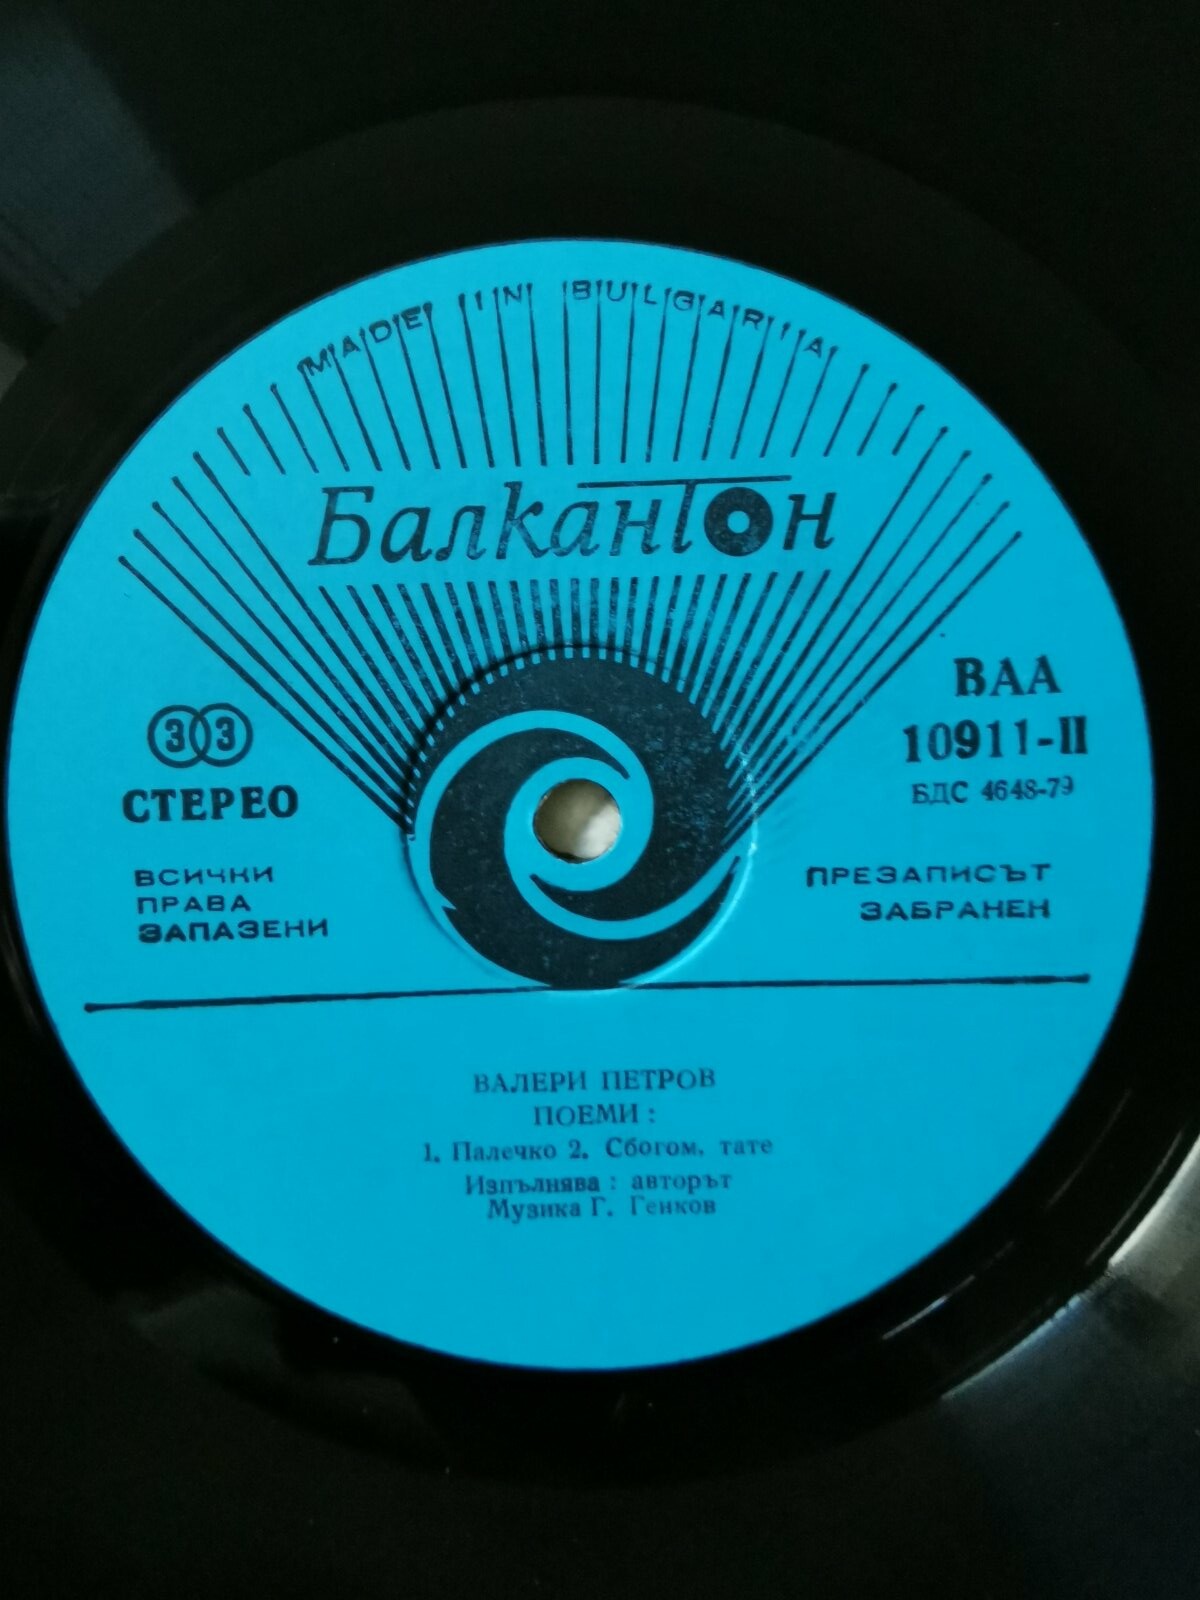 MADE IN BULGARIA
Балкантон
33
СТЕРЕО
ВСИЧКИ
ПРАВА
ЗАПАЗЕНИ
ВАА
10911-II
БДС 4648-79
ПРЕЗАПИСЪТ
ЗАБРАНЕН
ВАЛЕРИ ПЕТРОВ
ПОЕМИ :
1. Палечко 2. Сбогом, тате
Изпълнява : авторът
Музика Г. Генков